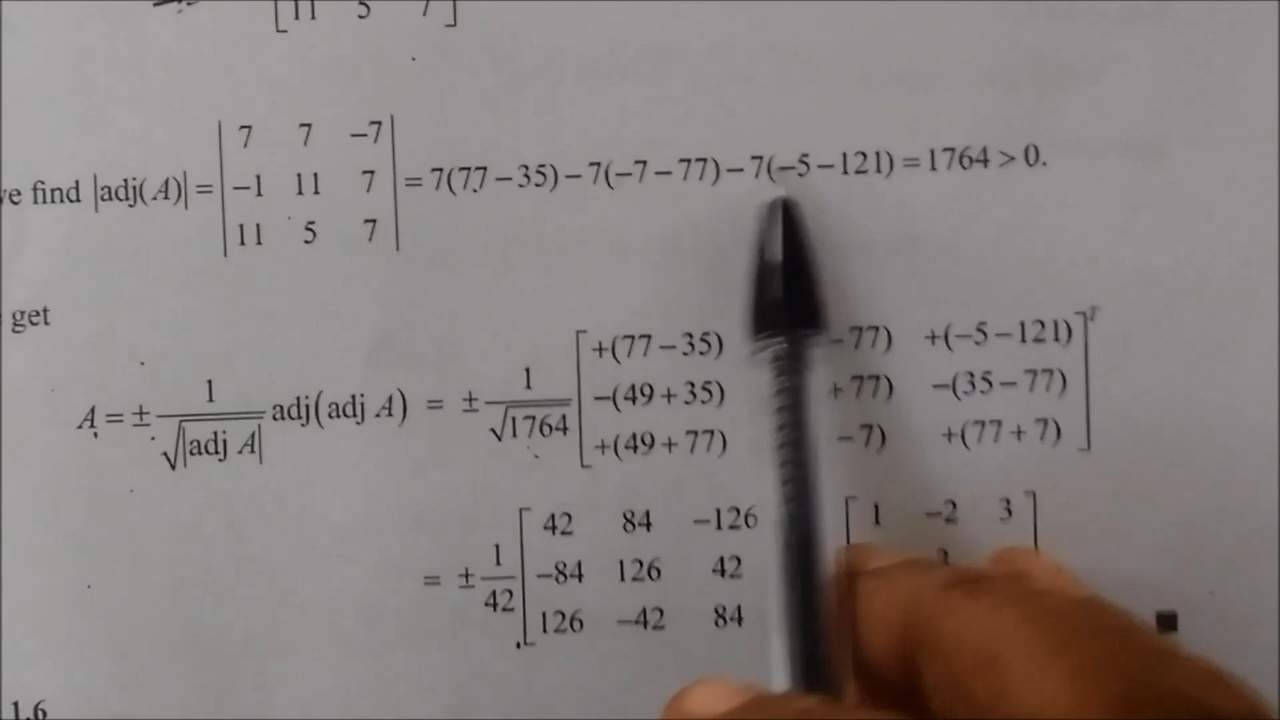 11 5 7
find |adj(A)| = | 7 7 –7 | = 7(77 – 35) – 7(–7 – 77) – 7(–5 – 121) = 1764 > 0.
| –1 11 7 |
| 11 5 7 |
get
A = ± 1/√|adj A| adj(adj A) = ± 1/√1764 [ +(77 – 35) – 77) +(–5 – 121) ]ᵀ
–(49 + 35) + 77) –(35 – 77)
+(49 + 77) – 7) +(77 + 7)
= ± 1/42 [ 42 84 –126 [ 1 –2 3 ]
–84 126 42
126 –42 84
1.6